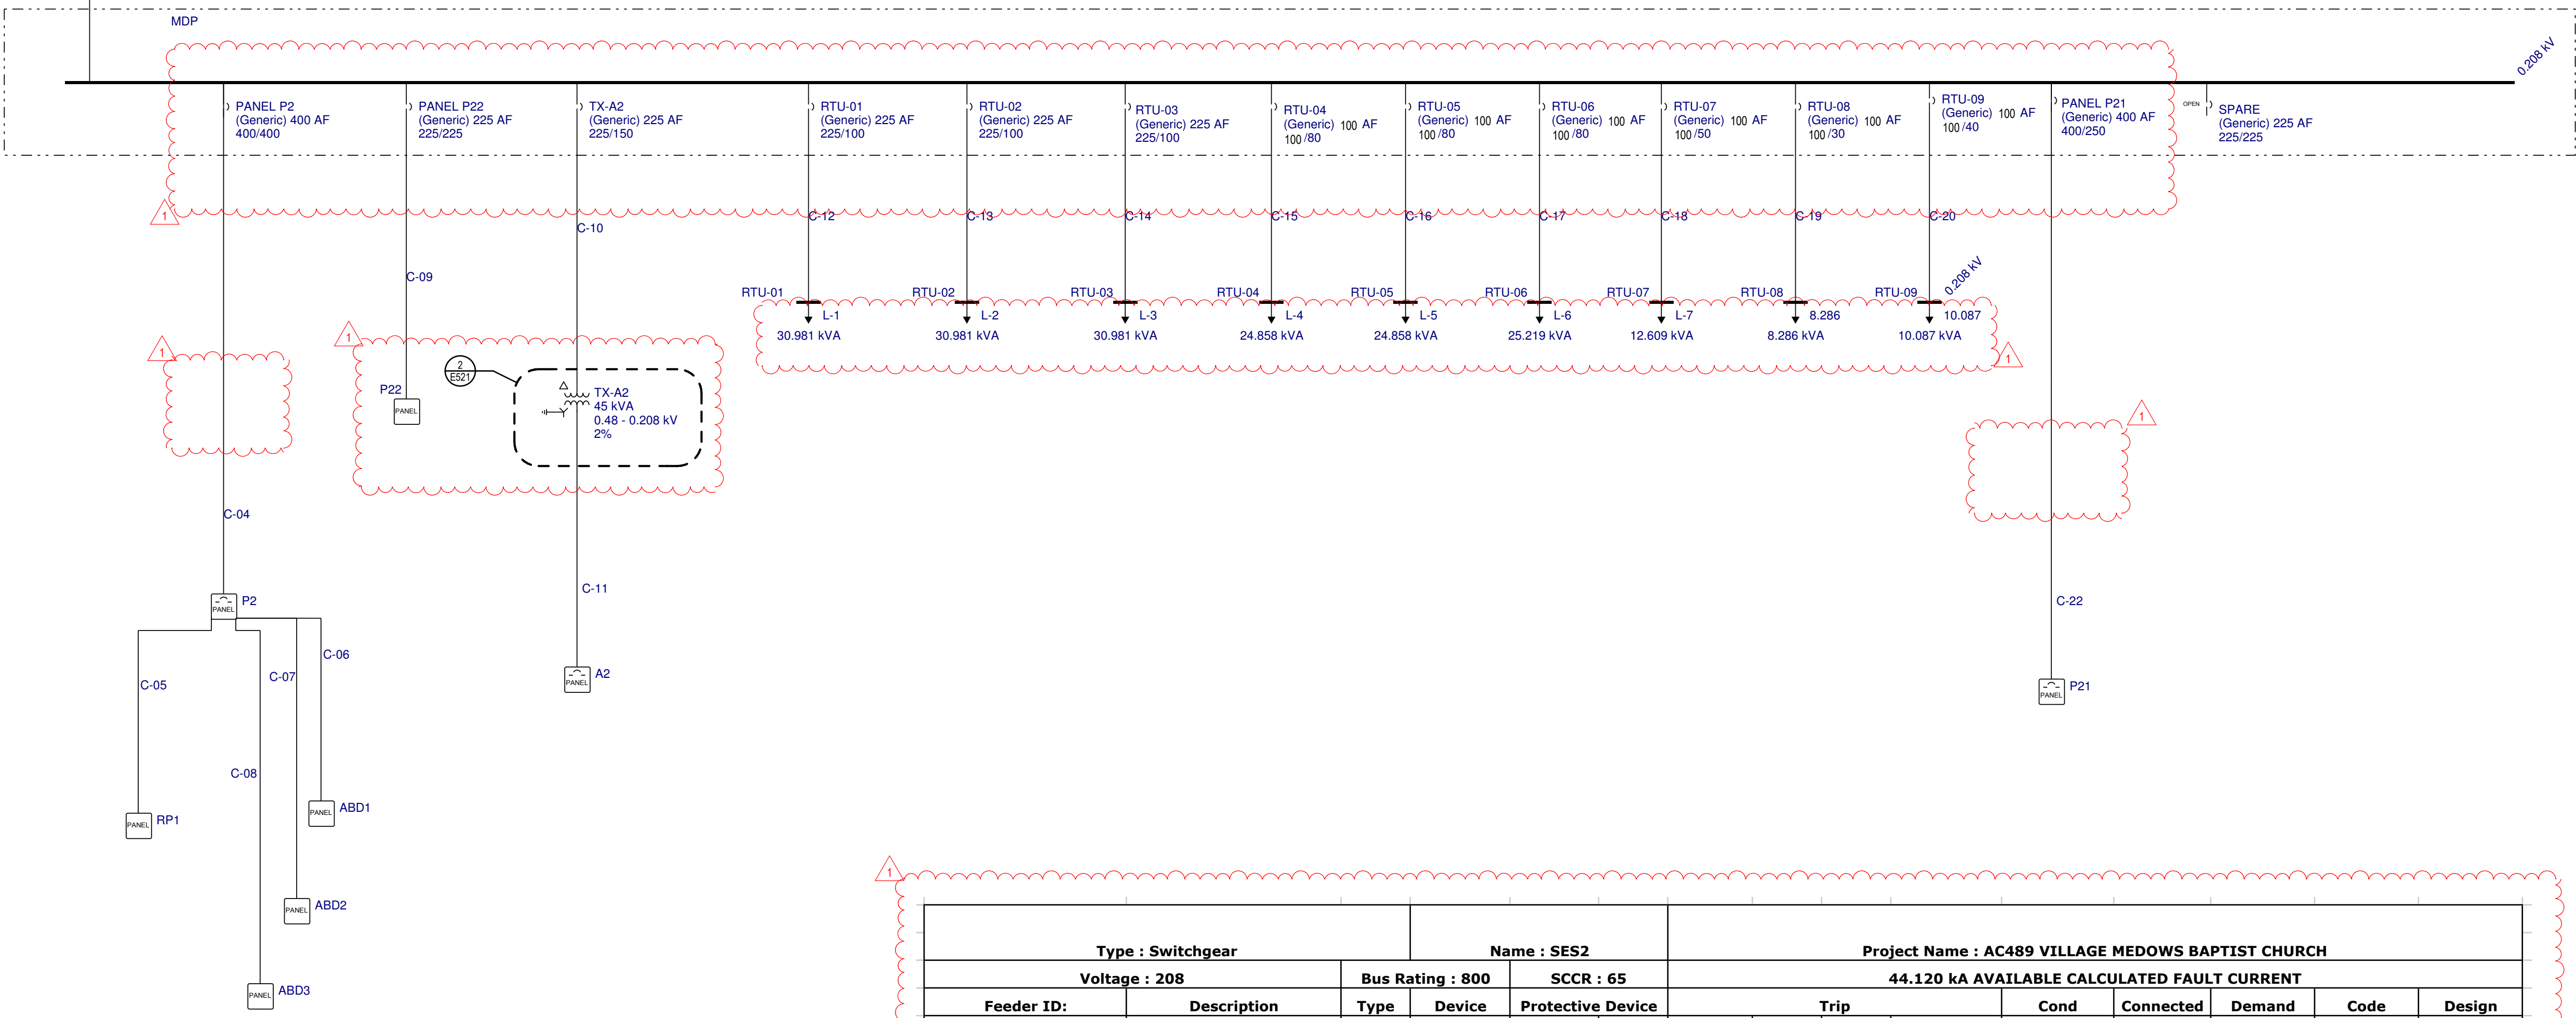 MDP
0.208 kV
PANEL P2
(Generic) 400 AF
400/400
PANEL P22
(Generic) 225 AF
225/225
TX-A2
(Generic) 225 AF
225/150
RTU-01
(Generic) 225 AF
225/100
RTU-02
(Generic) 225 AF
225/100
RTU-03
(Generic) 225 AF
225/100
RTU-04
(Generic) 100 AF
100/80
RTU-05
(Generic) 100 AF
100/80
RTU-06
(Generic) 100 AF
100/80
RTU-07
(Generic) 100 AF
100/50
RTU-08
(Generic) 100 AF
100/30
RTU-09
(Generic) 100 AF
100/40
PANEL P21
(Generic) 400 AF
400/250
OPEN
SPARE
(Generic) 225 AF
225/225
1
C-12
C-13
C-14
C-15
C-16
C-17
C-18
C-19
C-20
C-10
C-09
RTU-01
L-1
30.981 kVA
RTU-02
L-2
30.981 kVA
RTU-03
L-3
30.981 kVA
RTU-04
L-4
24.858 kVA
RTU-05
L-5
24.858 kVA
RTU-06
L-6
25.219 kVA
RTU-07
L-7
12.609 kVA
RTU-08
8.286
8.286 kVA
RTU-09
0.208 kV
10.087
10.087 kVA
1
1
1
2
E521
P22
PANEL
TX-A2
45 kVA
0.48 - 0.208 kV
2%
1
C-04
C-11
C-22
P2
PANEL
A2
PANEL
P21
PANEL
C-05
C-08
C-07
C-06
RP1
PANEL
ABD1
PANEL
ABD2
PANEL
ABD3
PANEL
1
Type : Switchgear
Name : SES2
Project Name : AC489 VILLAGE MEDOWS BAPTIST CHURCH
Voltage : 208
Bus Rating : 800
SCCR : 65
44.120 kA AVAILABLE CALCULATED FAULT CURRENT
Feeder ID:
Description
Type
Device
Protective Device
Trip
Cond
Connected
Demand
Code
Design